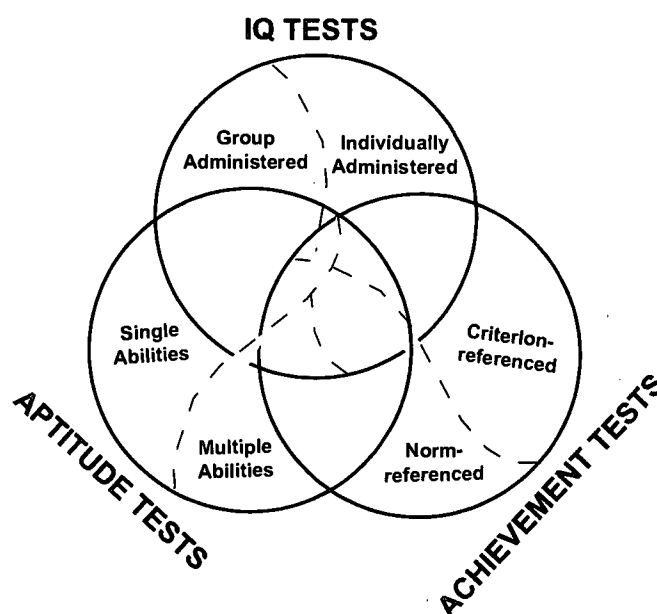 IQ TESTS
Group
Administered
Individually
Administered
Single
Abilities
Criterion-
referenced
Multiple
Abilities
Norm-
referenced
APTITUDE TESTS
ACHIEVEMENT TESTS